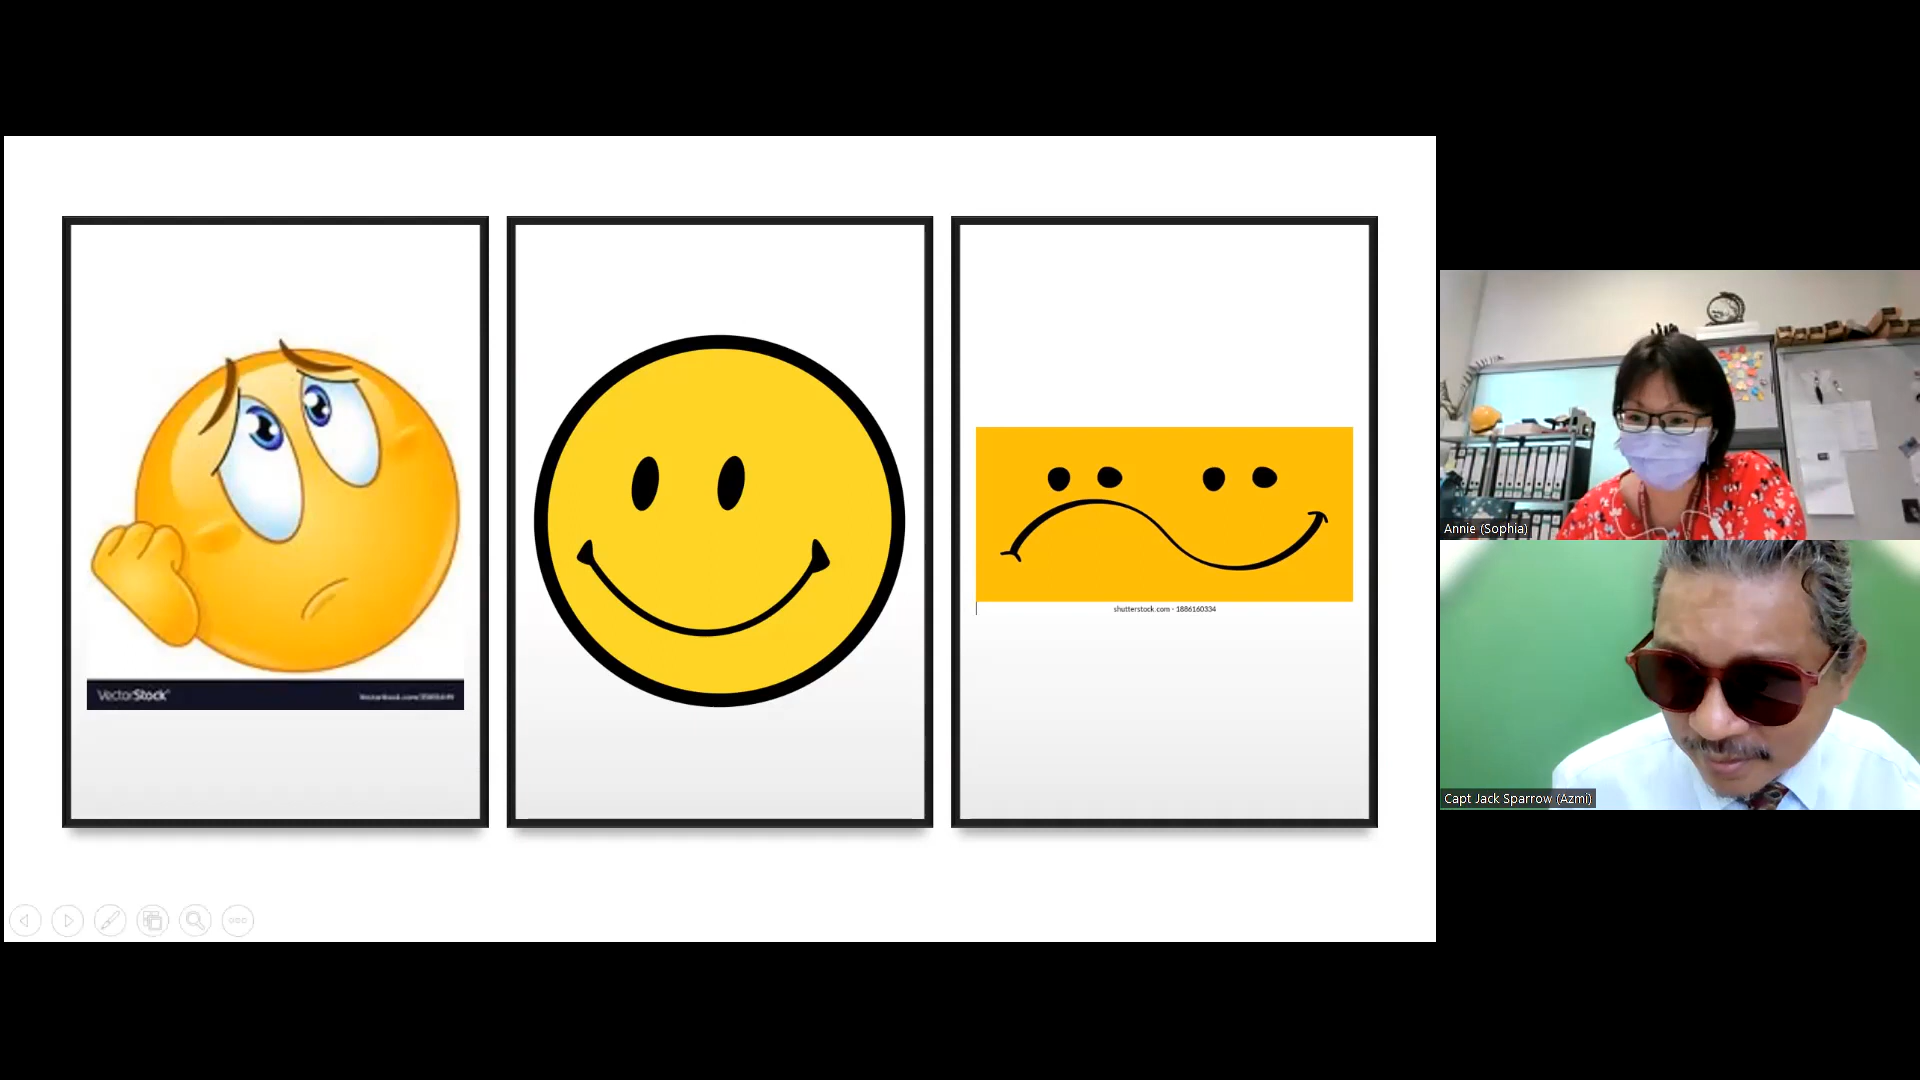 VectorStock®
shutterstock.com · 1886160334
Annie (Sophia)
Capt Jack Sparrow (Azmi)